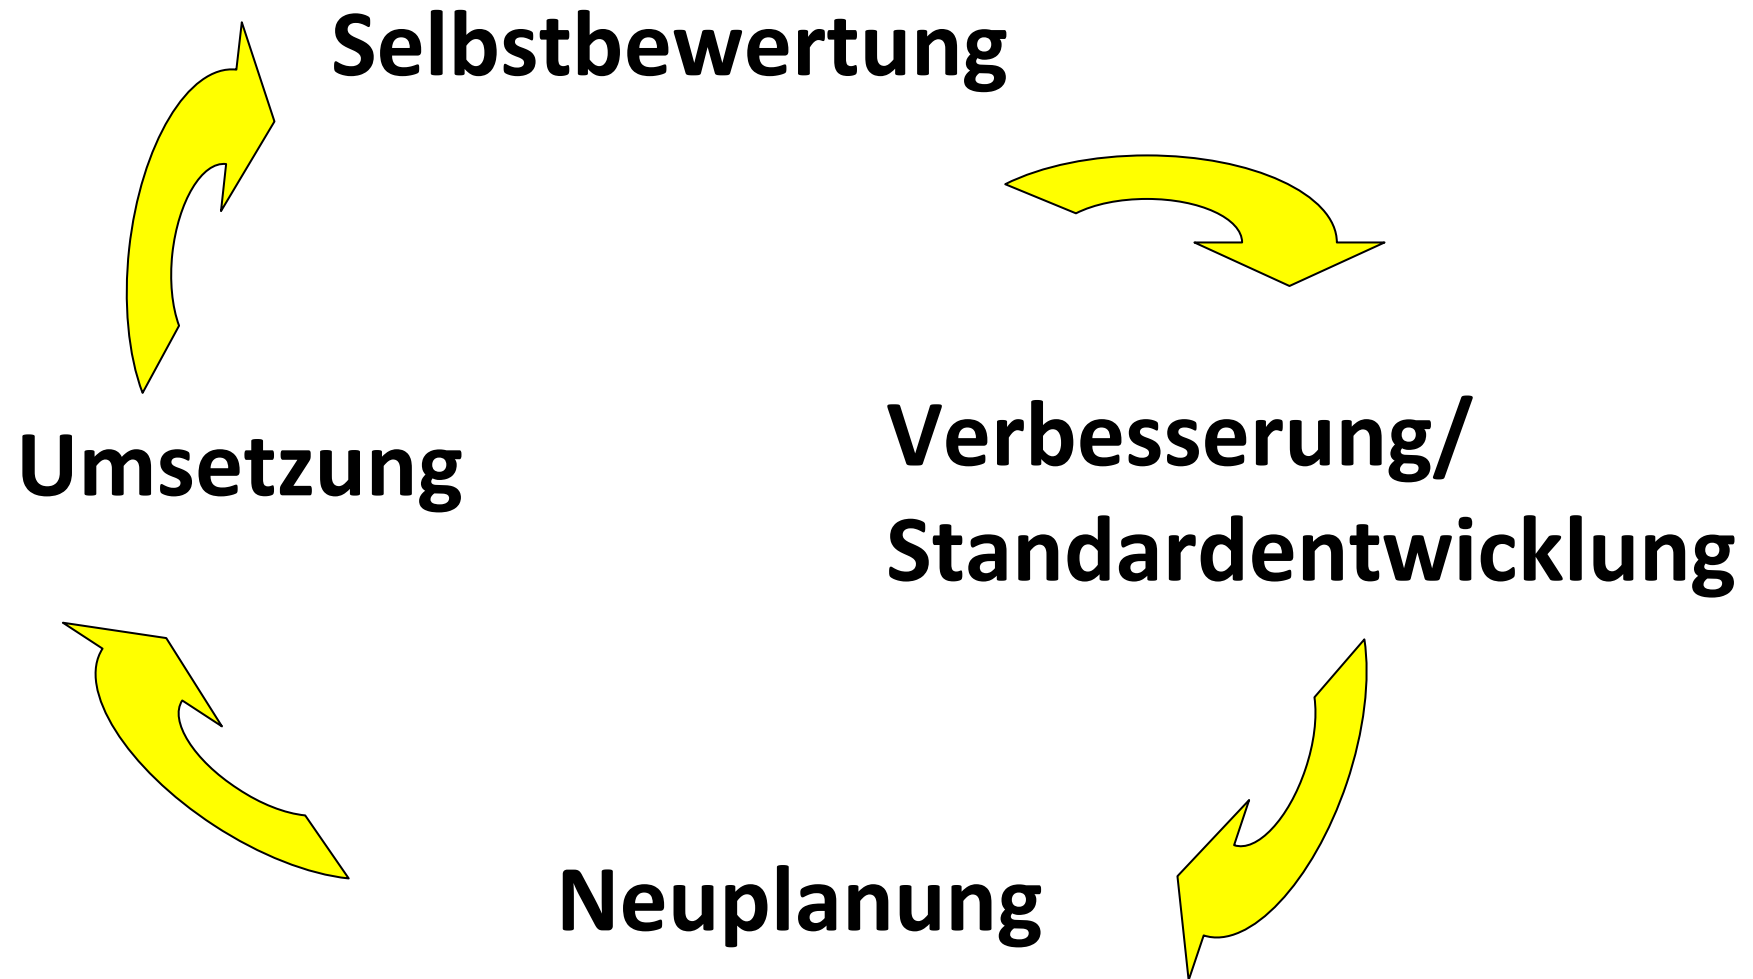 Selbstbewertung
Verbesserung/
Standardentwicklung
Umsetzung
Neuplanung